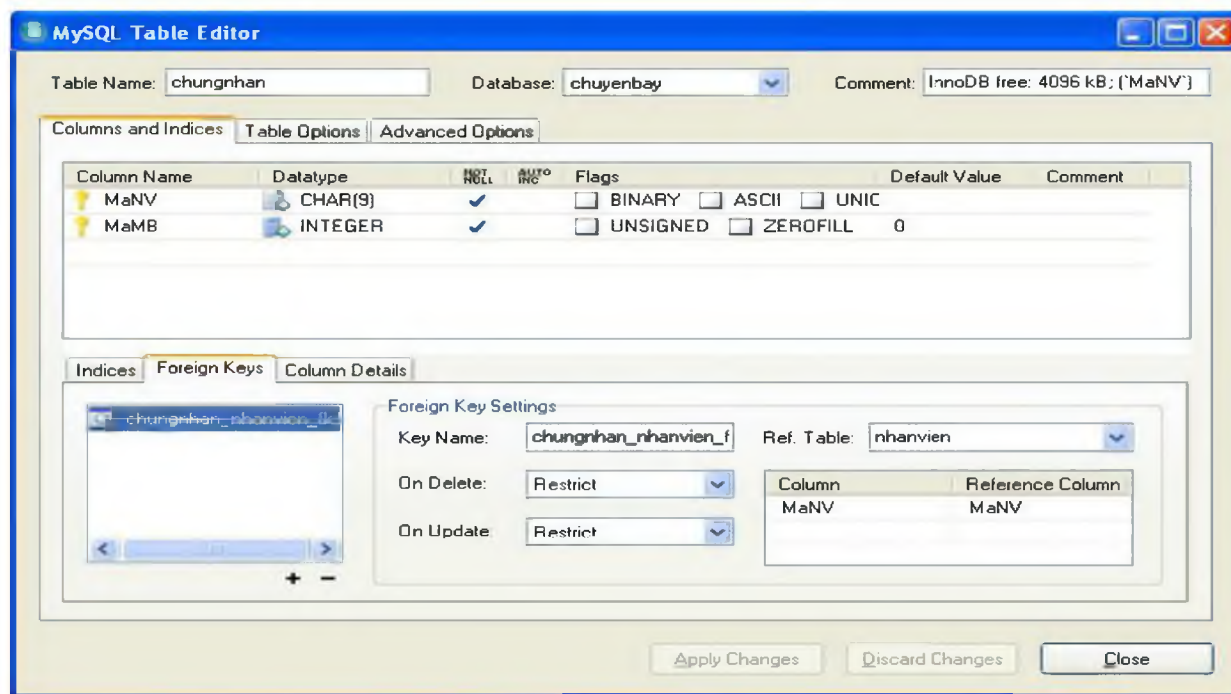 MySQL Table Editor
Table Name: chungnhan Database: chuyenbay Comment: InnoDB free: 4096 kB; (`MaNV`)
Columns and Indices Table Options Advanced Options
Column Name Datatype NOT NULL AUTO INC Flags Default Value Comment
MaNV CHAR(9) BINARY ASCII UNIC
MaMB INTEGER UNSIGNED ZEROFILL 0
Indices Foreign Keys Column Details
chungnhan_nhanvien_fk
Foreign Key Settings
Key Name: chungnhan_nhanvien_f Ref. Table: nhanvien
On Delete: Restrict Column Reference Column
MaNV MaNV
On Update Restrict
+ −
Apply Changes Discard Changes Close